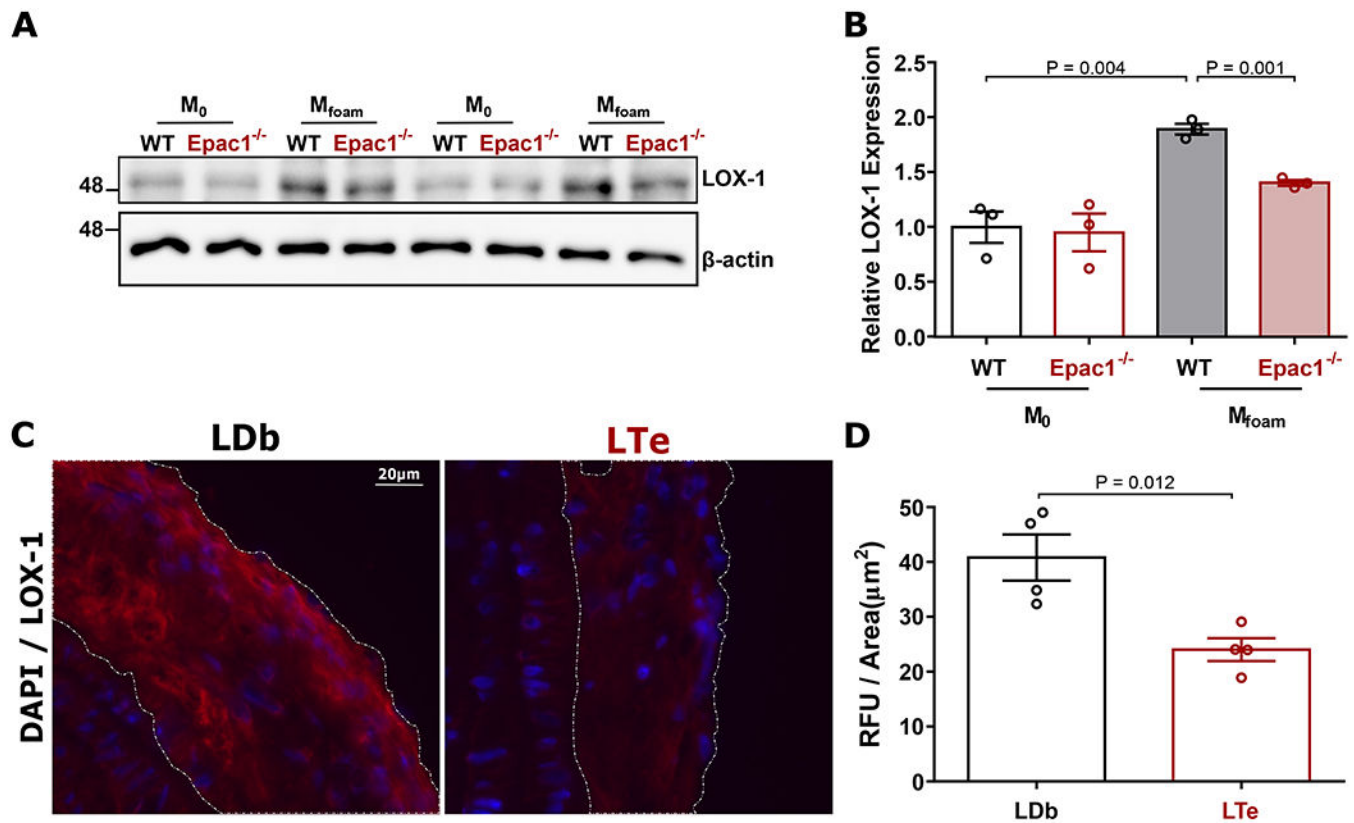 A
M0 Mfoam M0 Mfoam
WT Epac1-/- WT Epac1-/- WT Epac1-/- WT Epac1-/-
48 LOX-1
48
β-actin
B
P = 0.004 P = 0.001
Relative LOX-1 Expression
2.5
2.0
1.5
1.0
0.5
0.0
WT Epac1-/- WT Epac1-/-
M0 Mfoam
C
LDb LTe
20µm
DAPI / LOX-1
D
P = 0.012
RFU / Area(µm2)
50
40
30
20
10
0
LDb LTe